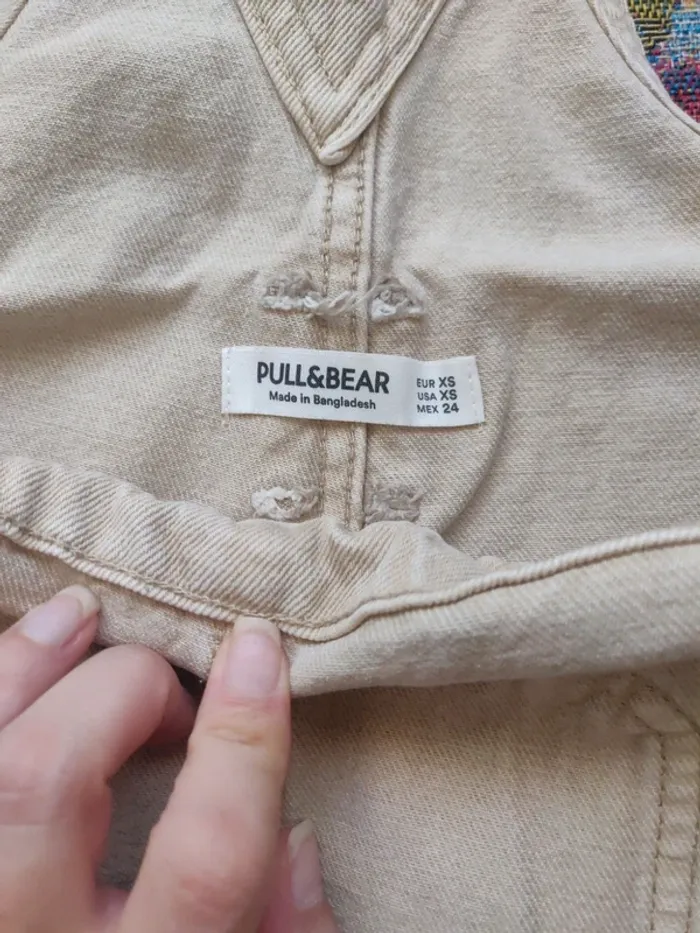 PULL&BEAR
Made in Bangladesh
EUR XS
USA XS
MEX 24